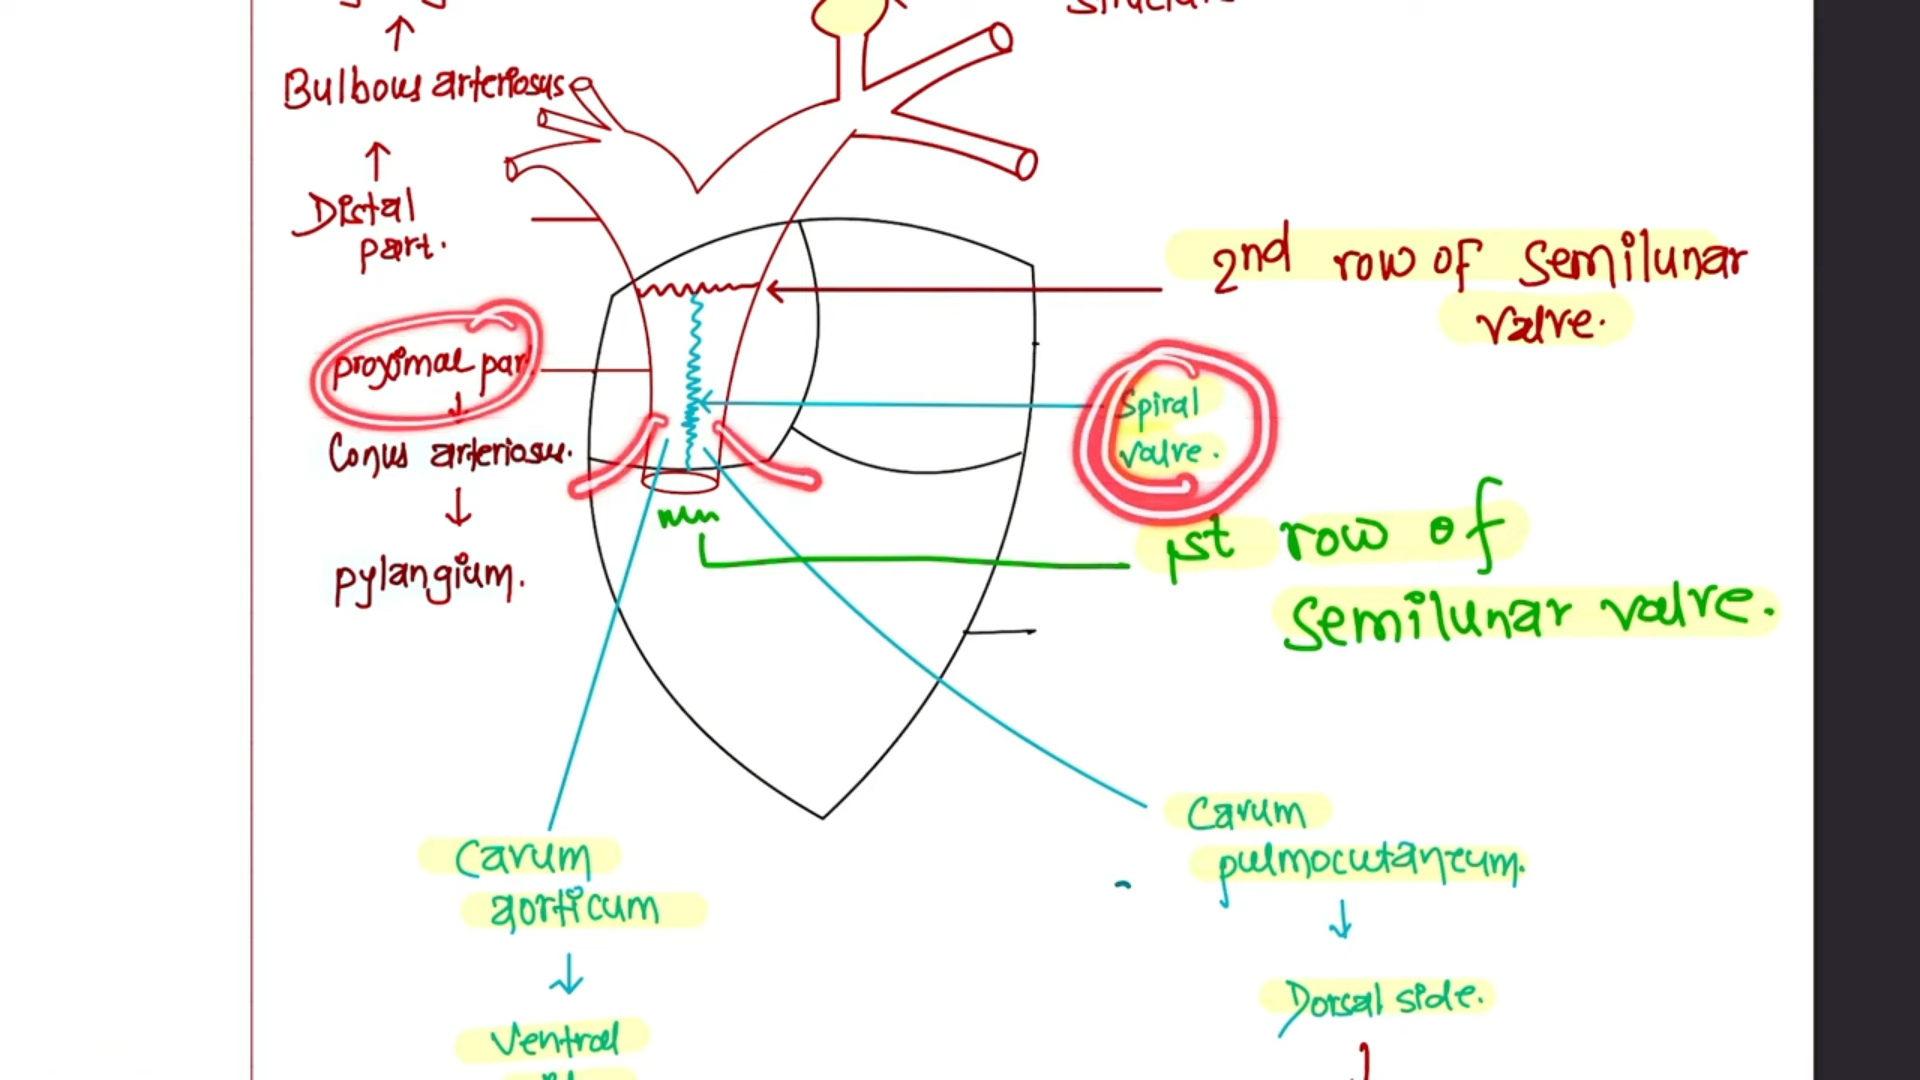 Bulbous arteriosus
Distal
part.
2nd row of Semilunar
valve.
proximal par
Spiral
valve.
Conus arteriosus.
1st row of
Semilunar valve.
pylangium.
Cavum
pulmocutaneum.
Cavum
aorticum
Dorsal side.
Ventral